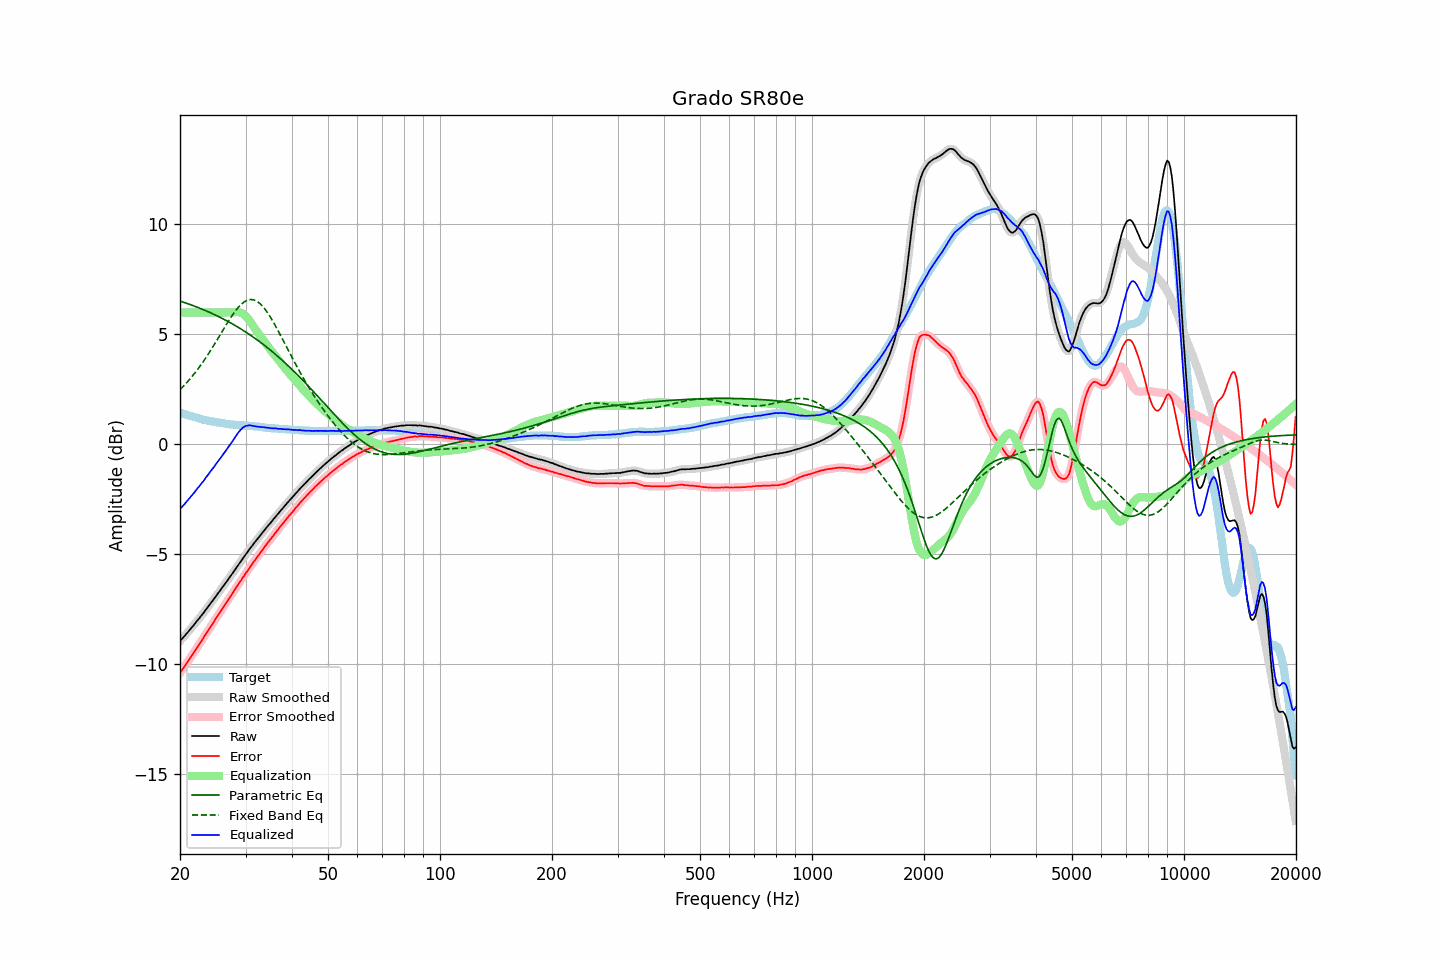 Grado SR80e
Amplitude (dBr)
10
5
0
−5
−10
−15
Target
Raw Smoothed
Error Smoothed
Raw
Error
Equalization
Parametric Eq
Fixed Band Eq
Equalized
20 50 100 200 500 1000 2000 5000 10000 20000
Frequency (Hz)